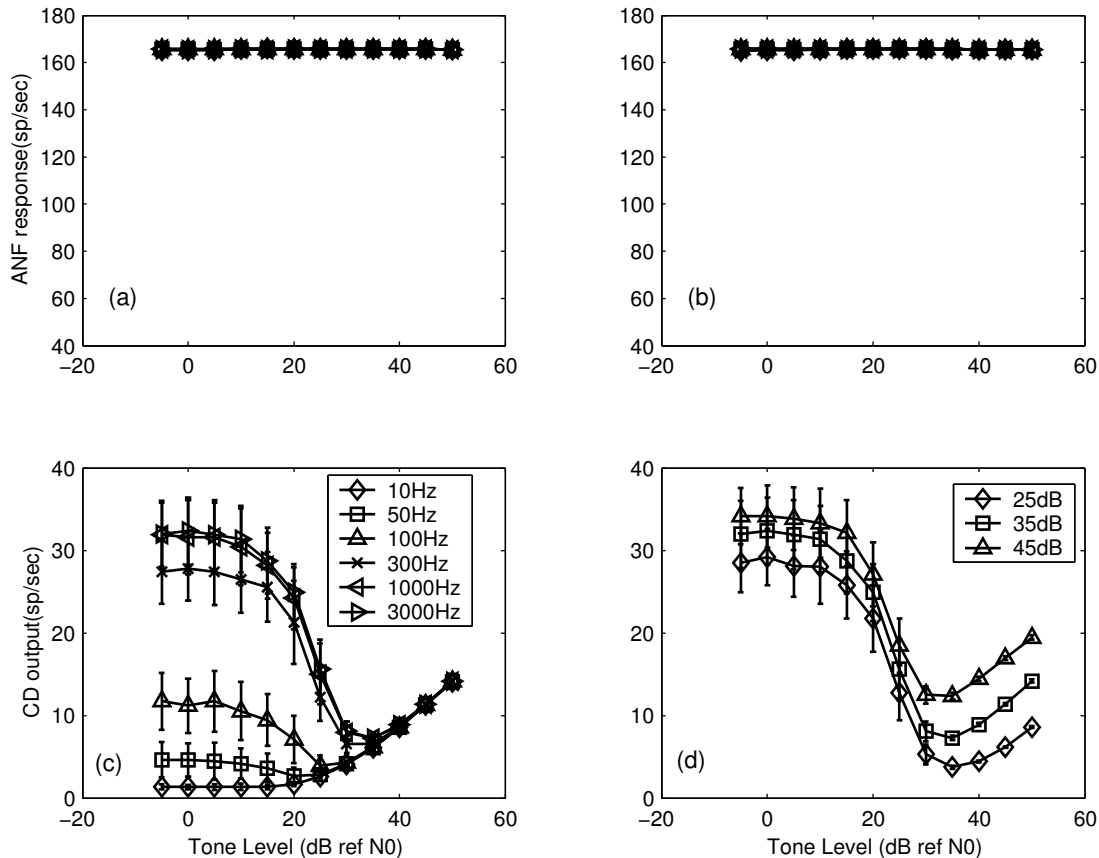 180
160
140
120
100
80
60
40
−20
0
20
40
60
ANF response(sp/sec)
(a)
180
160
140
120
100
80
60
40
−20
0
20
40
60
(b)
40
30
20
10
0
−20
0
20
40
60
CD output(sp/sec)
Tone Level (dB ref N0)
(c)
10Hz
50Hz
100Hz
300Hz
1000Hz
3000Hz
40
30
20
10
0
−20
0
20
40
60
Tone Level (dB ref N0)
(d)
25dB
35dB
45dB